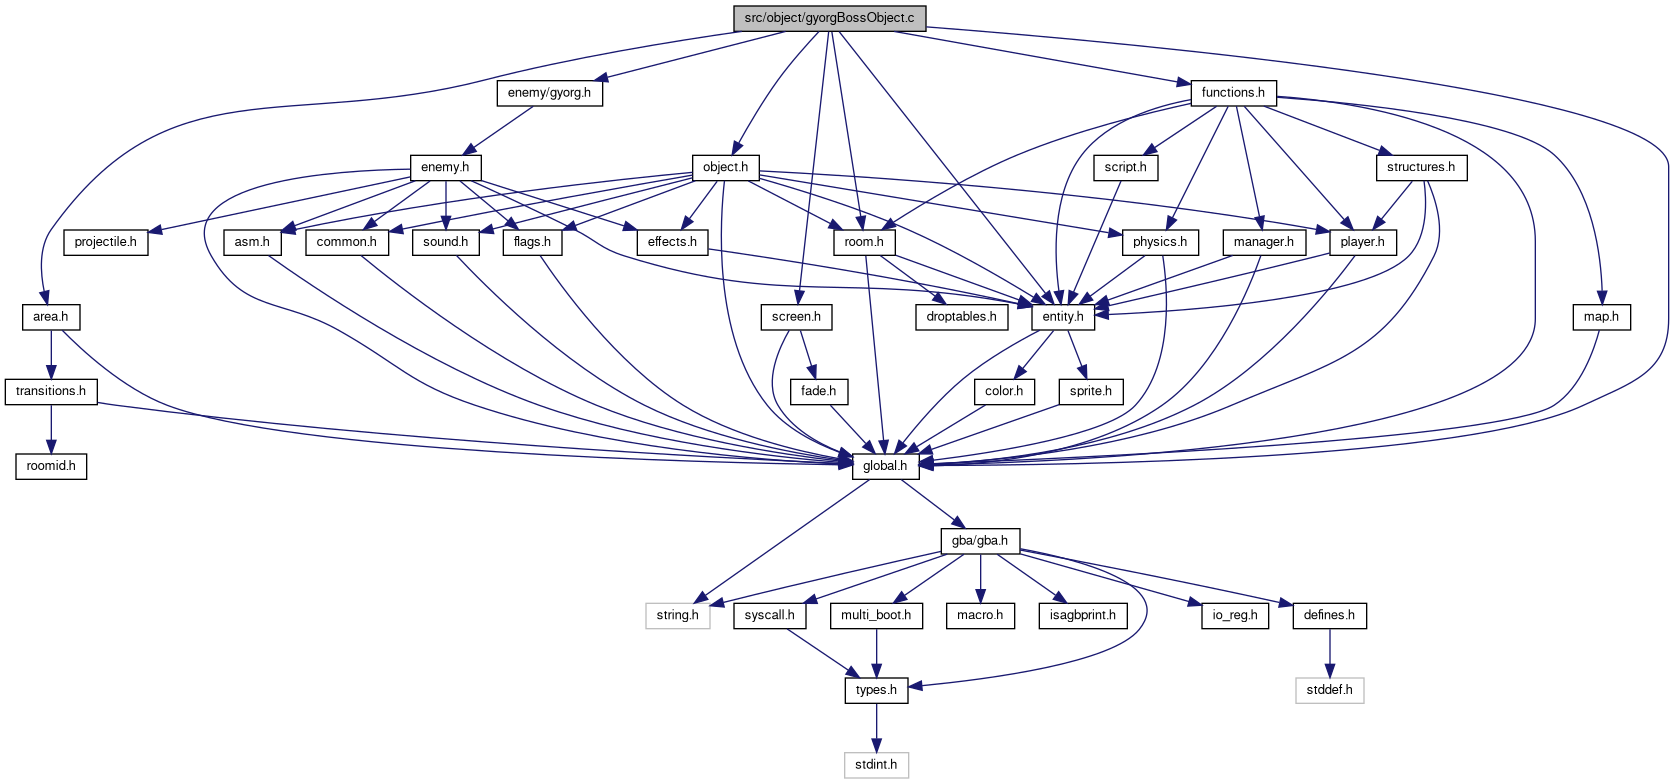 src/object/gyorgBossObject.c
enemy/gyorg.h
functions.h
enemy.h
object.h
script.h
structures.h
projectile.h
asm.h
common.h
sound.h
flags.h
effects.h
room.h
physics.h
manager.h
player.h
area.h
screen.h
droptables.h
entity.h
map.h
transitions.h
fade.h
color.h
sprite.h
roomid.h
global.h
gba/gba.h
string.h
syscall.h
multi_boot.h
macro.h
isagbprint.h
io_reg.h
defines.h
types.h
stddef.h
stdint.h